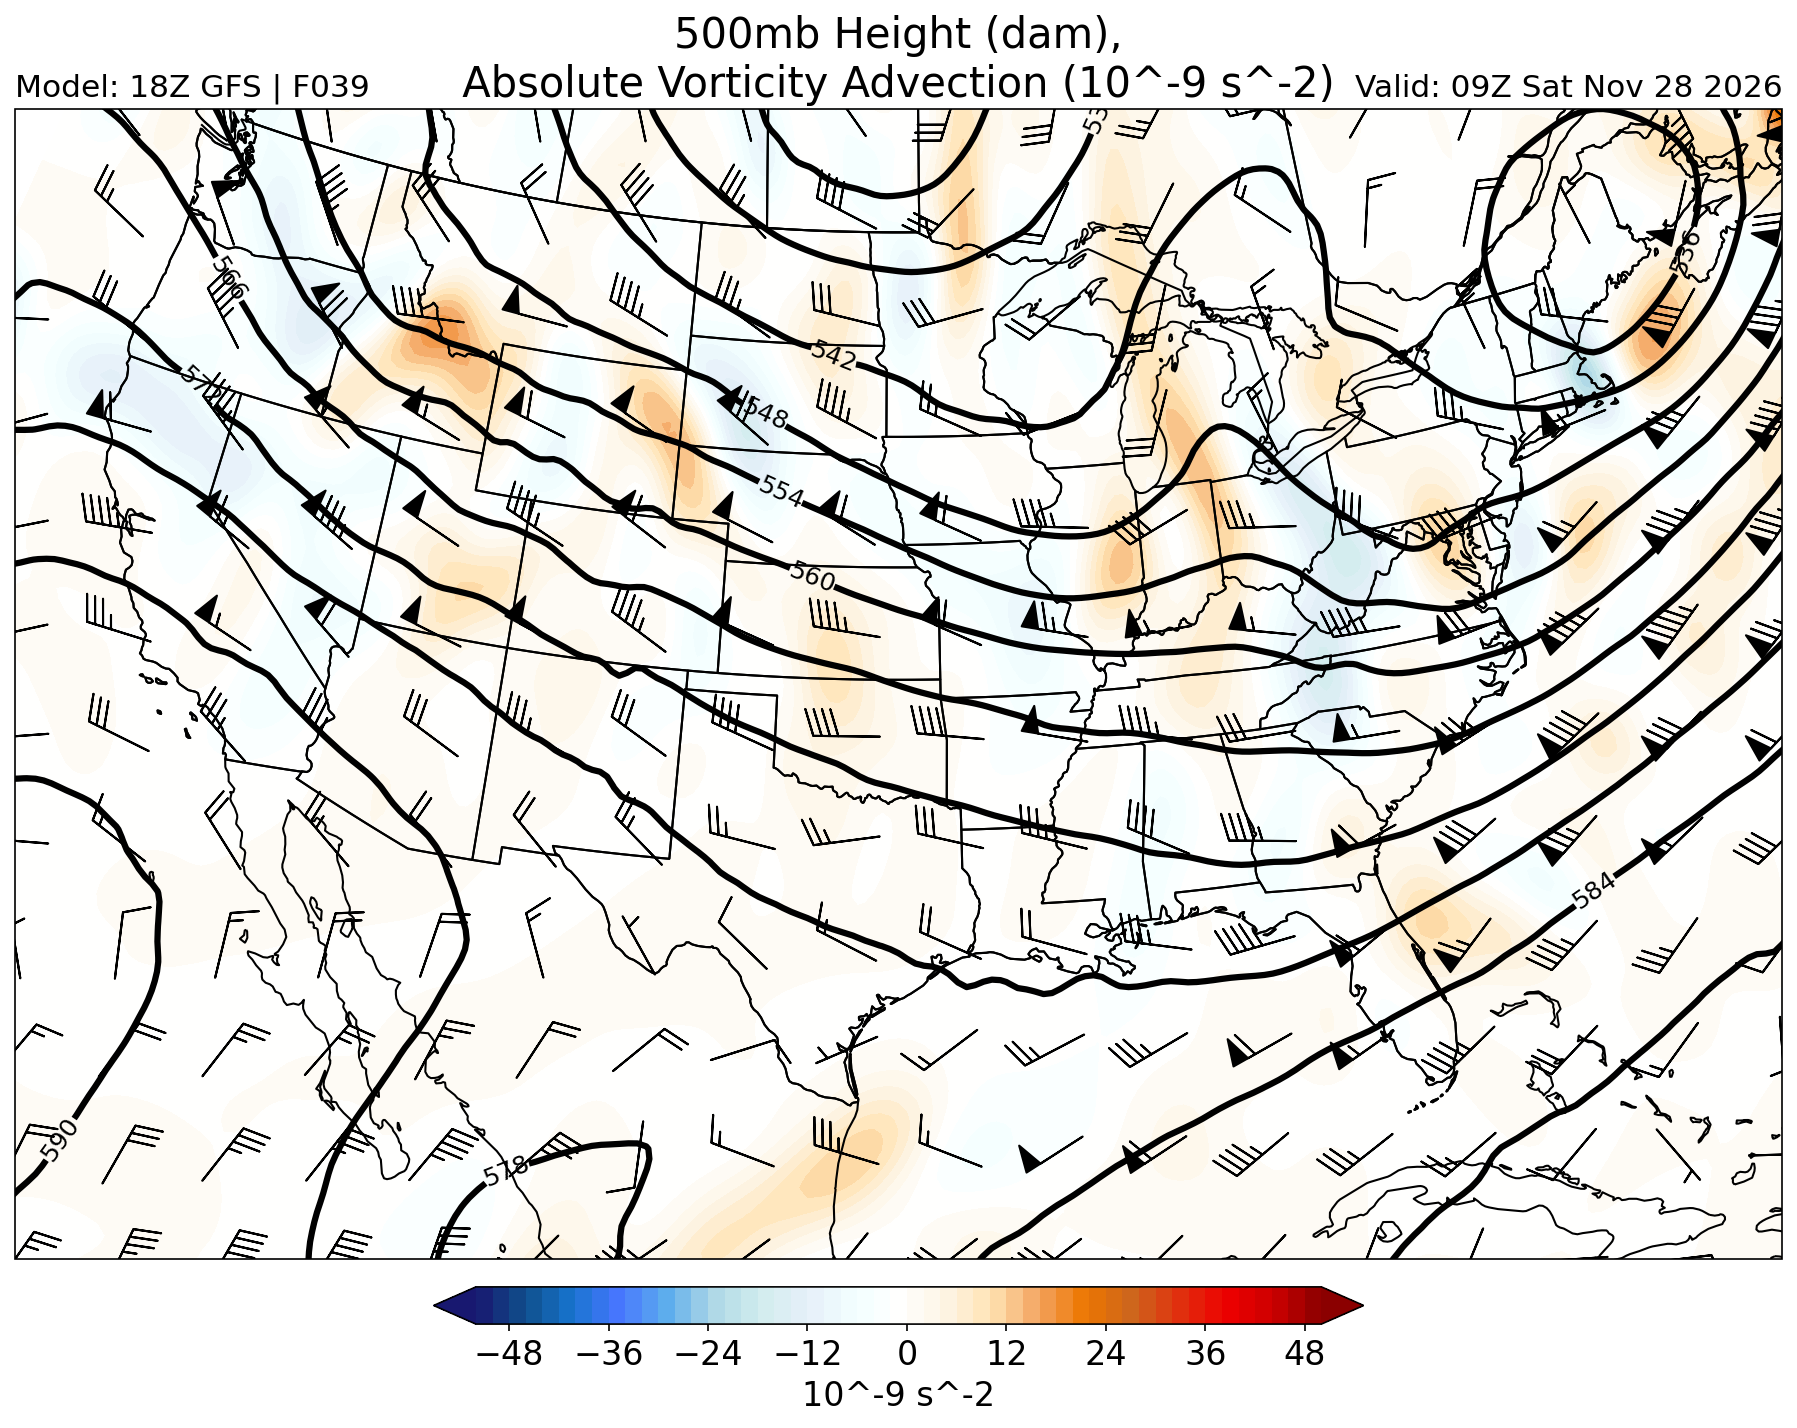 500mb Height (dam),
Model: 18Z GFS | F039
Absolute Vorticity Advection (10^-9 s^-2)
Valid: 09Z Sat Nov 28 2026
536
566
542
572
548
554
560
584
590
578
−48 −36 −24 −12 0 12 24 36 48
10^-9 s^-2